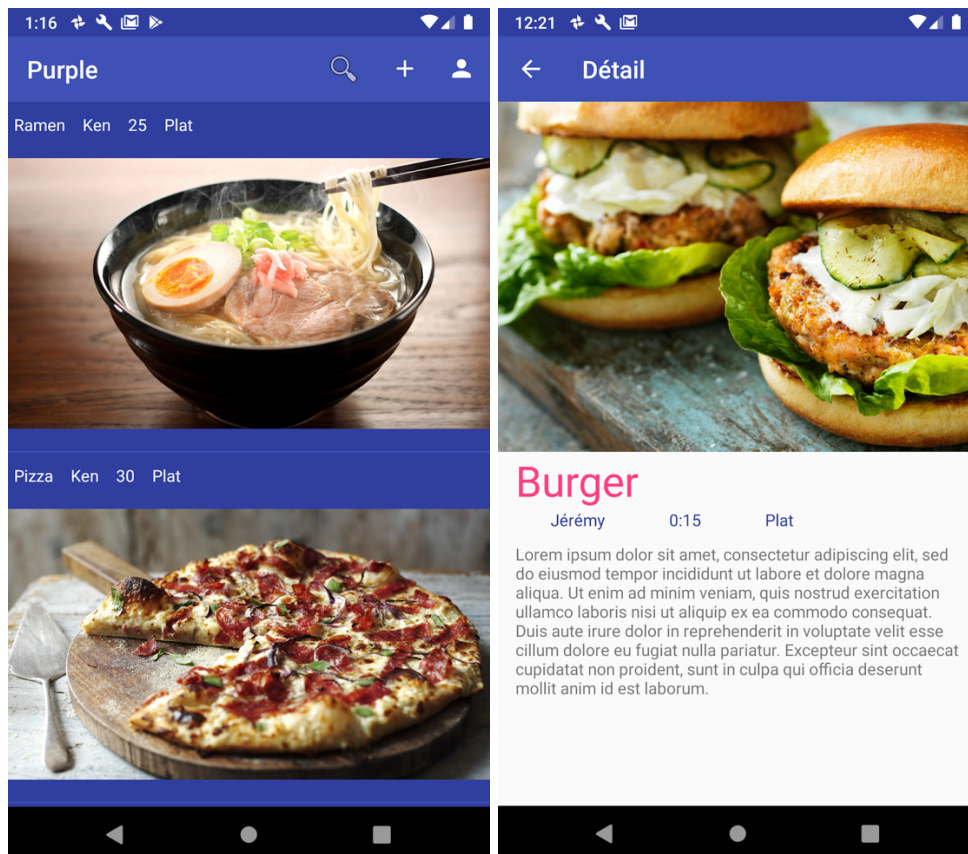 1:16
Purple
Ramen Ken 25 Plat
Pizza Ken 30 Plat
12:21
Détail
Burger
Jérémy 0:15 Plat
Lorem ipsum dolor sit amet, consectetur adipiscing elit, sed
do eiusmod tempor incididunt ut labore et dolore magna
aliqua. Ut enim ad minim veniam, quis nostrud exercitation
ullamco laboris nisi ut aliquip ex ea commodo consequat.
Duis aute irure dolor in reprehenderit in voluptate velit esse
cillum dolore eu fugiat nulla pariatur. Excepteur sint occaecat
cupidatat non proident, sunt in culpa qui officia deserunt
mollit anim id est laborum.